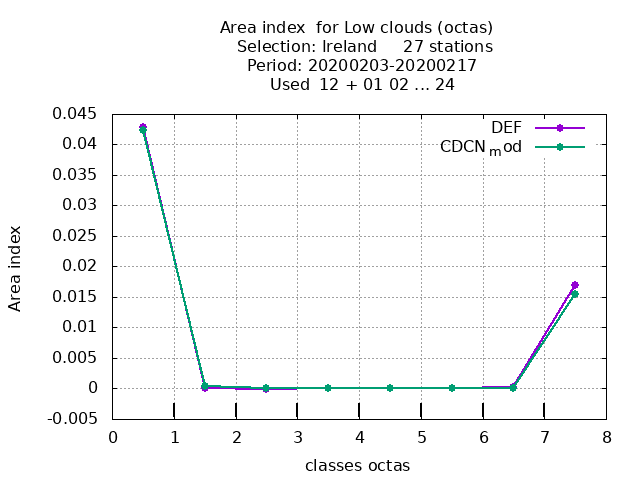 Area index  for Low clouds (octas)
Selection: Ireland     27 stations
Period: 20200203-20200217
Used  12 + 01 02 ... 24
DEF
CDCN_mod
Area index
0.045
0.04
0.035
0.03
0.025
0.02
0.015
0.01
0.005
0
-0.005
0 1 2 3 4 5 6 7 8
classes octas